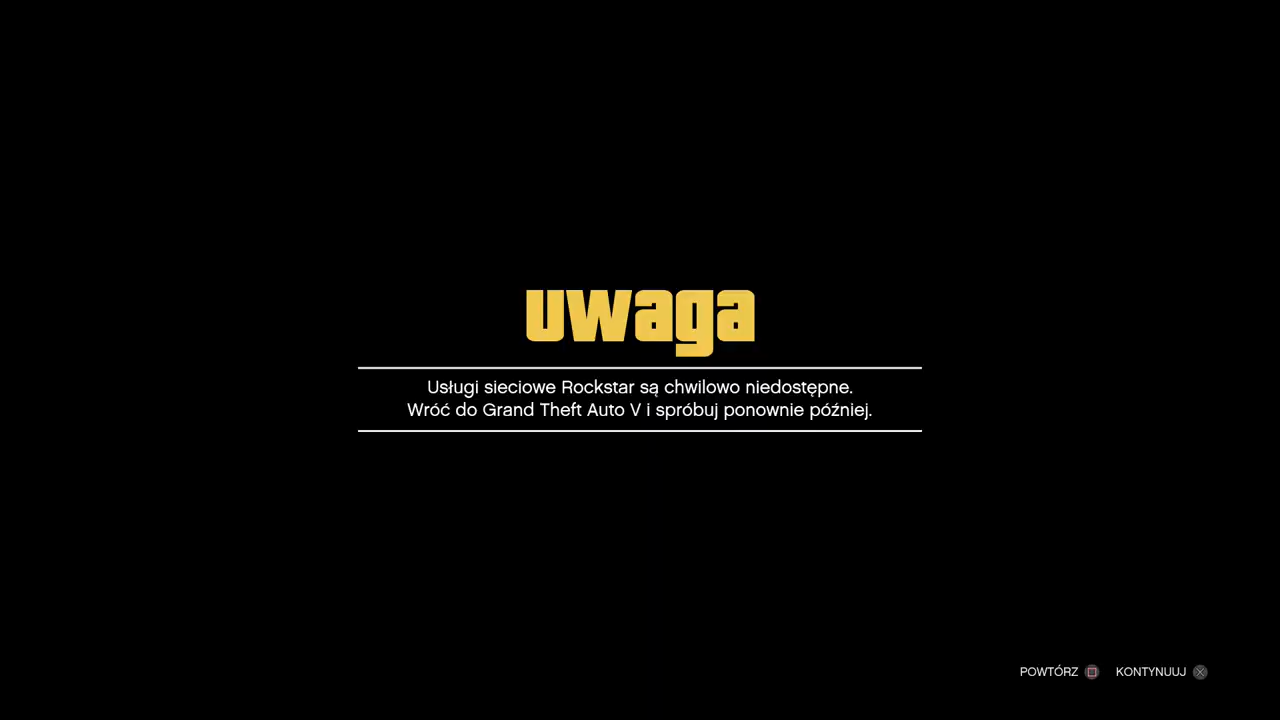 uwaga
Usługi sieciowe Rockstar są chwilowo niedostępne.
Wróć do Grand Theft Auto V i spróbuj ponownie później.
POWTÓRZ KONTYNUUJ